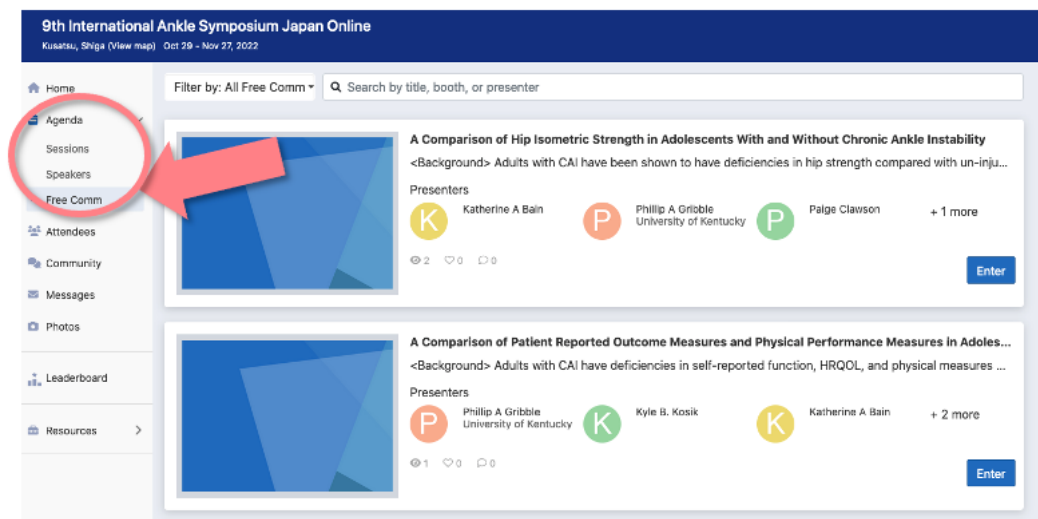 9th International Ankle Symposium Japan Online
Kusatsu, Shiga (View map) Oct 29 - Nov 27, 2022
Home
Agenda
Sessions
Speakers
Free Comm
Attendees
Community
Messages
Photos
Leaderboard
Resources
Filter by: All Free Comm
Search by title, booth, or presenter
A Comparison of Hip Isometric Strength in Adolescents With and Without Chronic Ankle Instability
<Background> Adults with CAI have been shown to have deficiencies in hip strength compared with un-inju...
Presenters
K
Katherine A Bain
P
Phillip A Gribble
University of Kentucky
P
Paige Clawson
+ 1 more
2 0 0
Enter
A Comparison of Patient Reported Outcome Measures and Physical Performance Measures in Adoles...
<Background> Adults with CAI have deficiencies in self-reported function, HRQOL, and physical measures ...
Presenters
P
Phillip A Gribble
University of Kentucky
K
Kyle B. Kosik
K
Katherine A Bain
+ 2 more
1 0 0
Enter